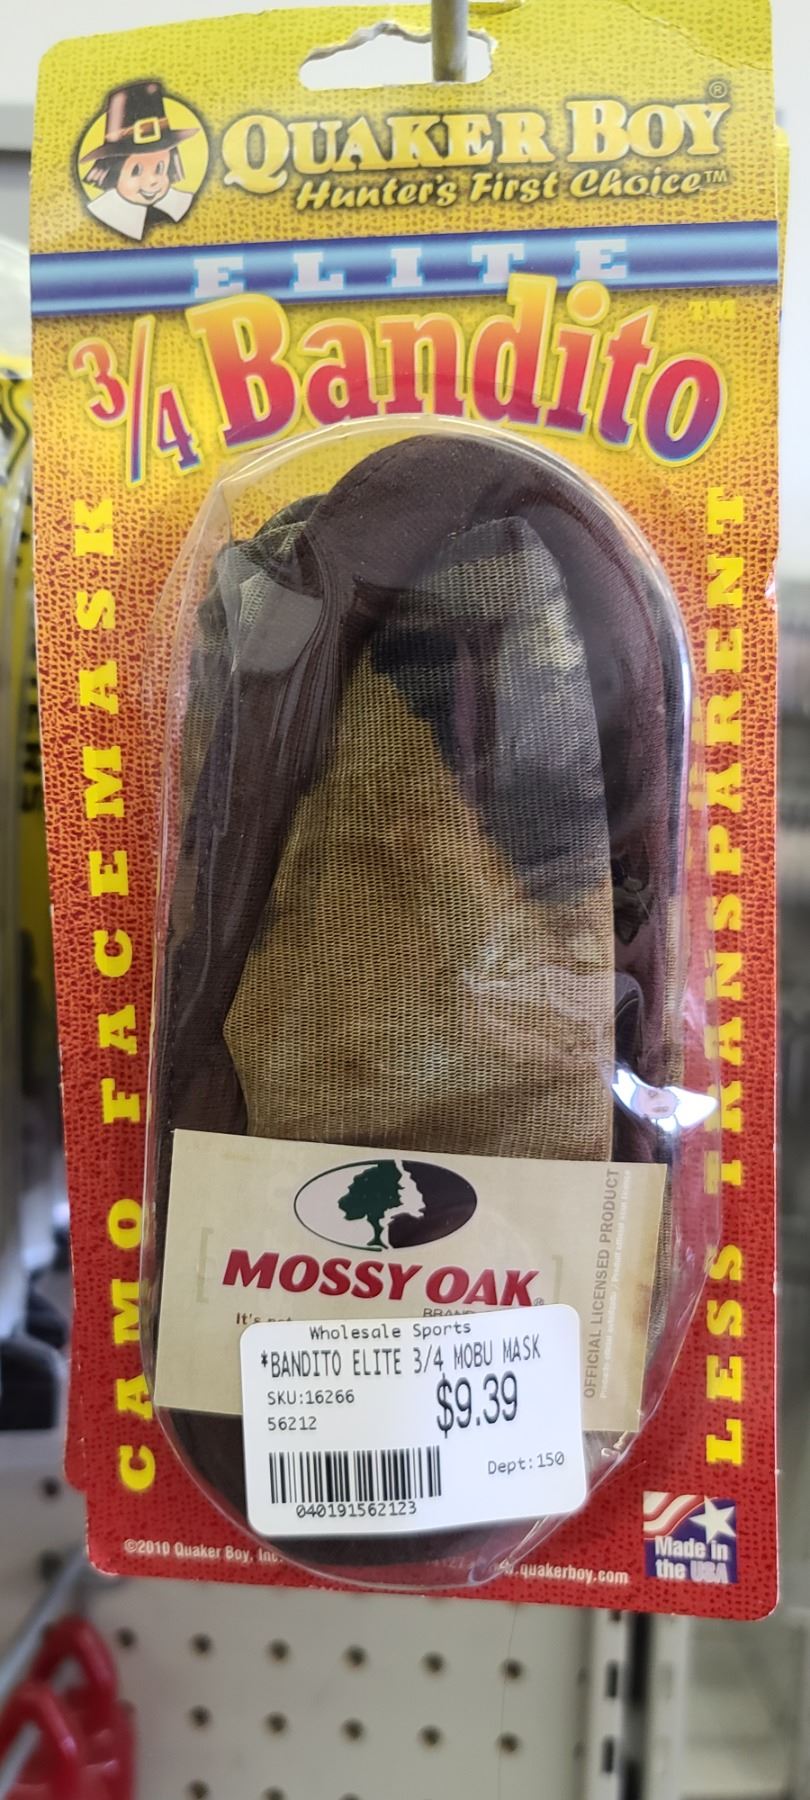 QUAKER BOY®
Hunter's First Choice™
ELITE
3/4 Bandito™
CAMO FACEMASK
LESS TRANSPARENT
MOSSY OAK®
It's not
OFFICIAL LICENSED PRODUCT
Wholesale Sports
*BANDITO ELITE 3/4 MOBU MASK
SKU:16266
$9.39
56212
Dept:150
040191562123
©2010 Quaker Boy, Inc.
.quakerboy.com
Made in
the USA